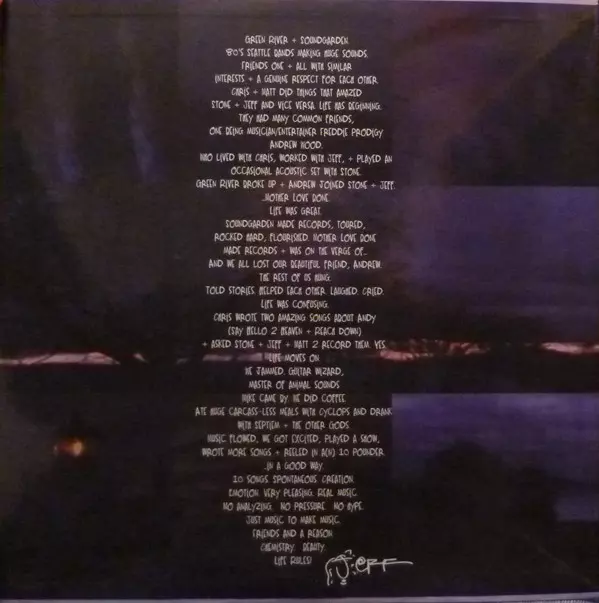 GREEN RIVER + SOUNDGARDEN.
'80'S SEATTLE BANDS MAKING HUGE SOUNDS.
FRIENDS ONE + ALL WITH SIMILAR
INTERESTS + A GENUINE RESPECT FOR EACH OTHER.
CHRIS + MATT DID THINGS THAT AMAZED
STONE + JEFF AND VICE VERSA. LIFE WAS BEGINNING.
THEY HAD MANY COMMON FRIENDS,
ONE BEING MUSICIAN/ENTERTAINER FREDDIE PRODIGY
ANDREW WOOD.
WHO LIVED WITH CHRIS, WORKED WITH JEFF, + PLAYED AN
OCCASIONAL ACOUSTIC SET WITH STONE.
GREEN RIVER BROKE UP + ANDREW JOINED STONE + JEFF.
..MOTHER LOVE BONE.
LIFE WAS GREAT.
SOUNDGARDEN MADE RECORDS, TOURED,
ROCKED HARD, FLOURISHED. MOTHER LOVE BONE
MADE RECORDS + WAS ON THE VERGE OF..
AND WE ALL LOST OUR BEAUTIFUL FRIEND, ANDREW.
THE REST OF US HUNG.
TOLD STORIES. HELPED EACH OTHER. LAUGHED. CRIED.
LIFE WAS CONFUSING.
CHRIS WROTE TWO AMAZING SONGS ABOUT ANDY
(SAY HELLO 2 HEAVEN + REACH DOWN)
+ ASKED STONE + JEFF + MATT 2 RECORD THEM. YES.
LIFE MOVES ON.
WE JAMMED. GUITAR WIZARD,
MASTER OF ANIMAL SOUNDS
MIKE CAME BY. WE DID COFFEE.
ATE HUGE CARCASS-LESS MEALS WITH CYCLOPS AND DRANK
WITH SEPTIEM + THE OTHER GODS.
MUSIC FLOWED, WE GOT EXCITED, PLAYED A SHOW,
WROTE MORE SONGS + REELED IN A(N) 10 POUNDER.
..IN A GOOD WAY.
10 SONGS. SPONTANEOUS CREATION.
EMOTION. VERY PLEASING. REAL MUSIC.
NO ANALYZING. NO PRESSURE. NO HYPE.
JUST MUSIC TO MAKE MUSIC.
FRIENDS AND A REASON.
CHEMISTRY. BEAUTY.
LIFE RULES!
Jeff